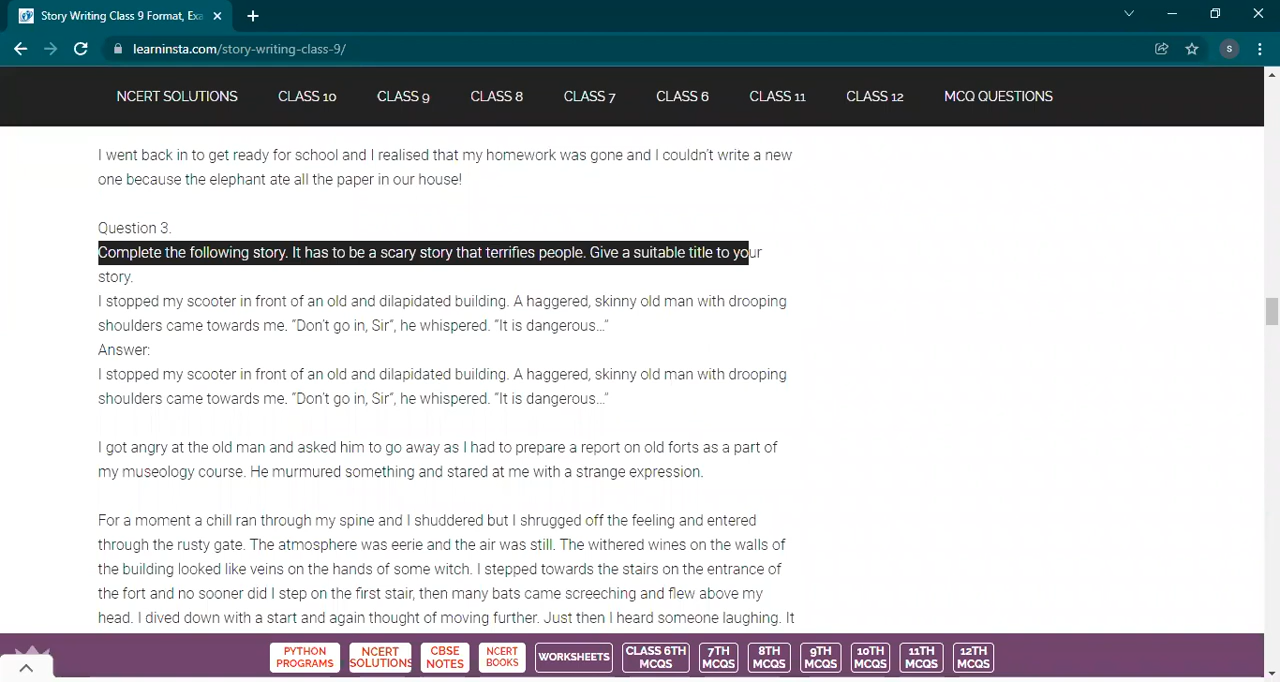 Story Writing Class 9 Format, Exa
learninsta.com/story-writing-class-9/
S
NCERT SOLUTIONS CLASS 10 CLASS 9 CLASS 8 CLASS 7 CLASS 6 CLASS 11 CLASS 12 MCQ QUESTIONS
I went back in to get ready for school and I realised that my homework was gone and I couldn't write a new
one because the elephant ate all the paper in our house!
Question 3.
Complete the following story. It has to be a scary story that terrifies people. Give a suitable title to your
story.
I stopped my scooter in front of an old and dilapidated building. A haggered, skinny old man with drooping
shoulders came towards me. “Don't go in, Sir”, he whispered. “It is dangerous…”
Answer:
I stopped my scooter in front of an old and dilapidated building. A haggered, skinny old man with drooping
shoulders came towards me. “Don't go in, Sir”, he whispered. “It is dangerous…”
I got angry at the old man and asked him to go away as I had to prepare a report on old forts as a part of
my museology course. He murmured something and stared at me with a strange expression.
For a moment a chill ran through my spine and I shuddered but I shrugged off the feeling and entered
through the rusty gate. The atmosphere was eerie and the air was still. The withered wines on the walls of
the building looked like veins on the hands of some witch. I stepped towards the stairs on the entrance of
the fort and no sooner did I step on the first stair, then many bats came screeching and flew above my
head. I dived down with a start and again thought of moving further. Just then I heard someone laughing. It
PYTHON PROGRAMS
NCERT SOLUTIONS
CBSE NOTES
NCERT BOOKS
WORKSHEETS
CLASS 6TH MCQS
7TH MCQS
8TH MCQS
9TH MCQS
10TH MCQS
11TH MCQS
12TH MCQS